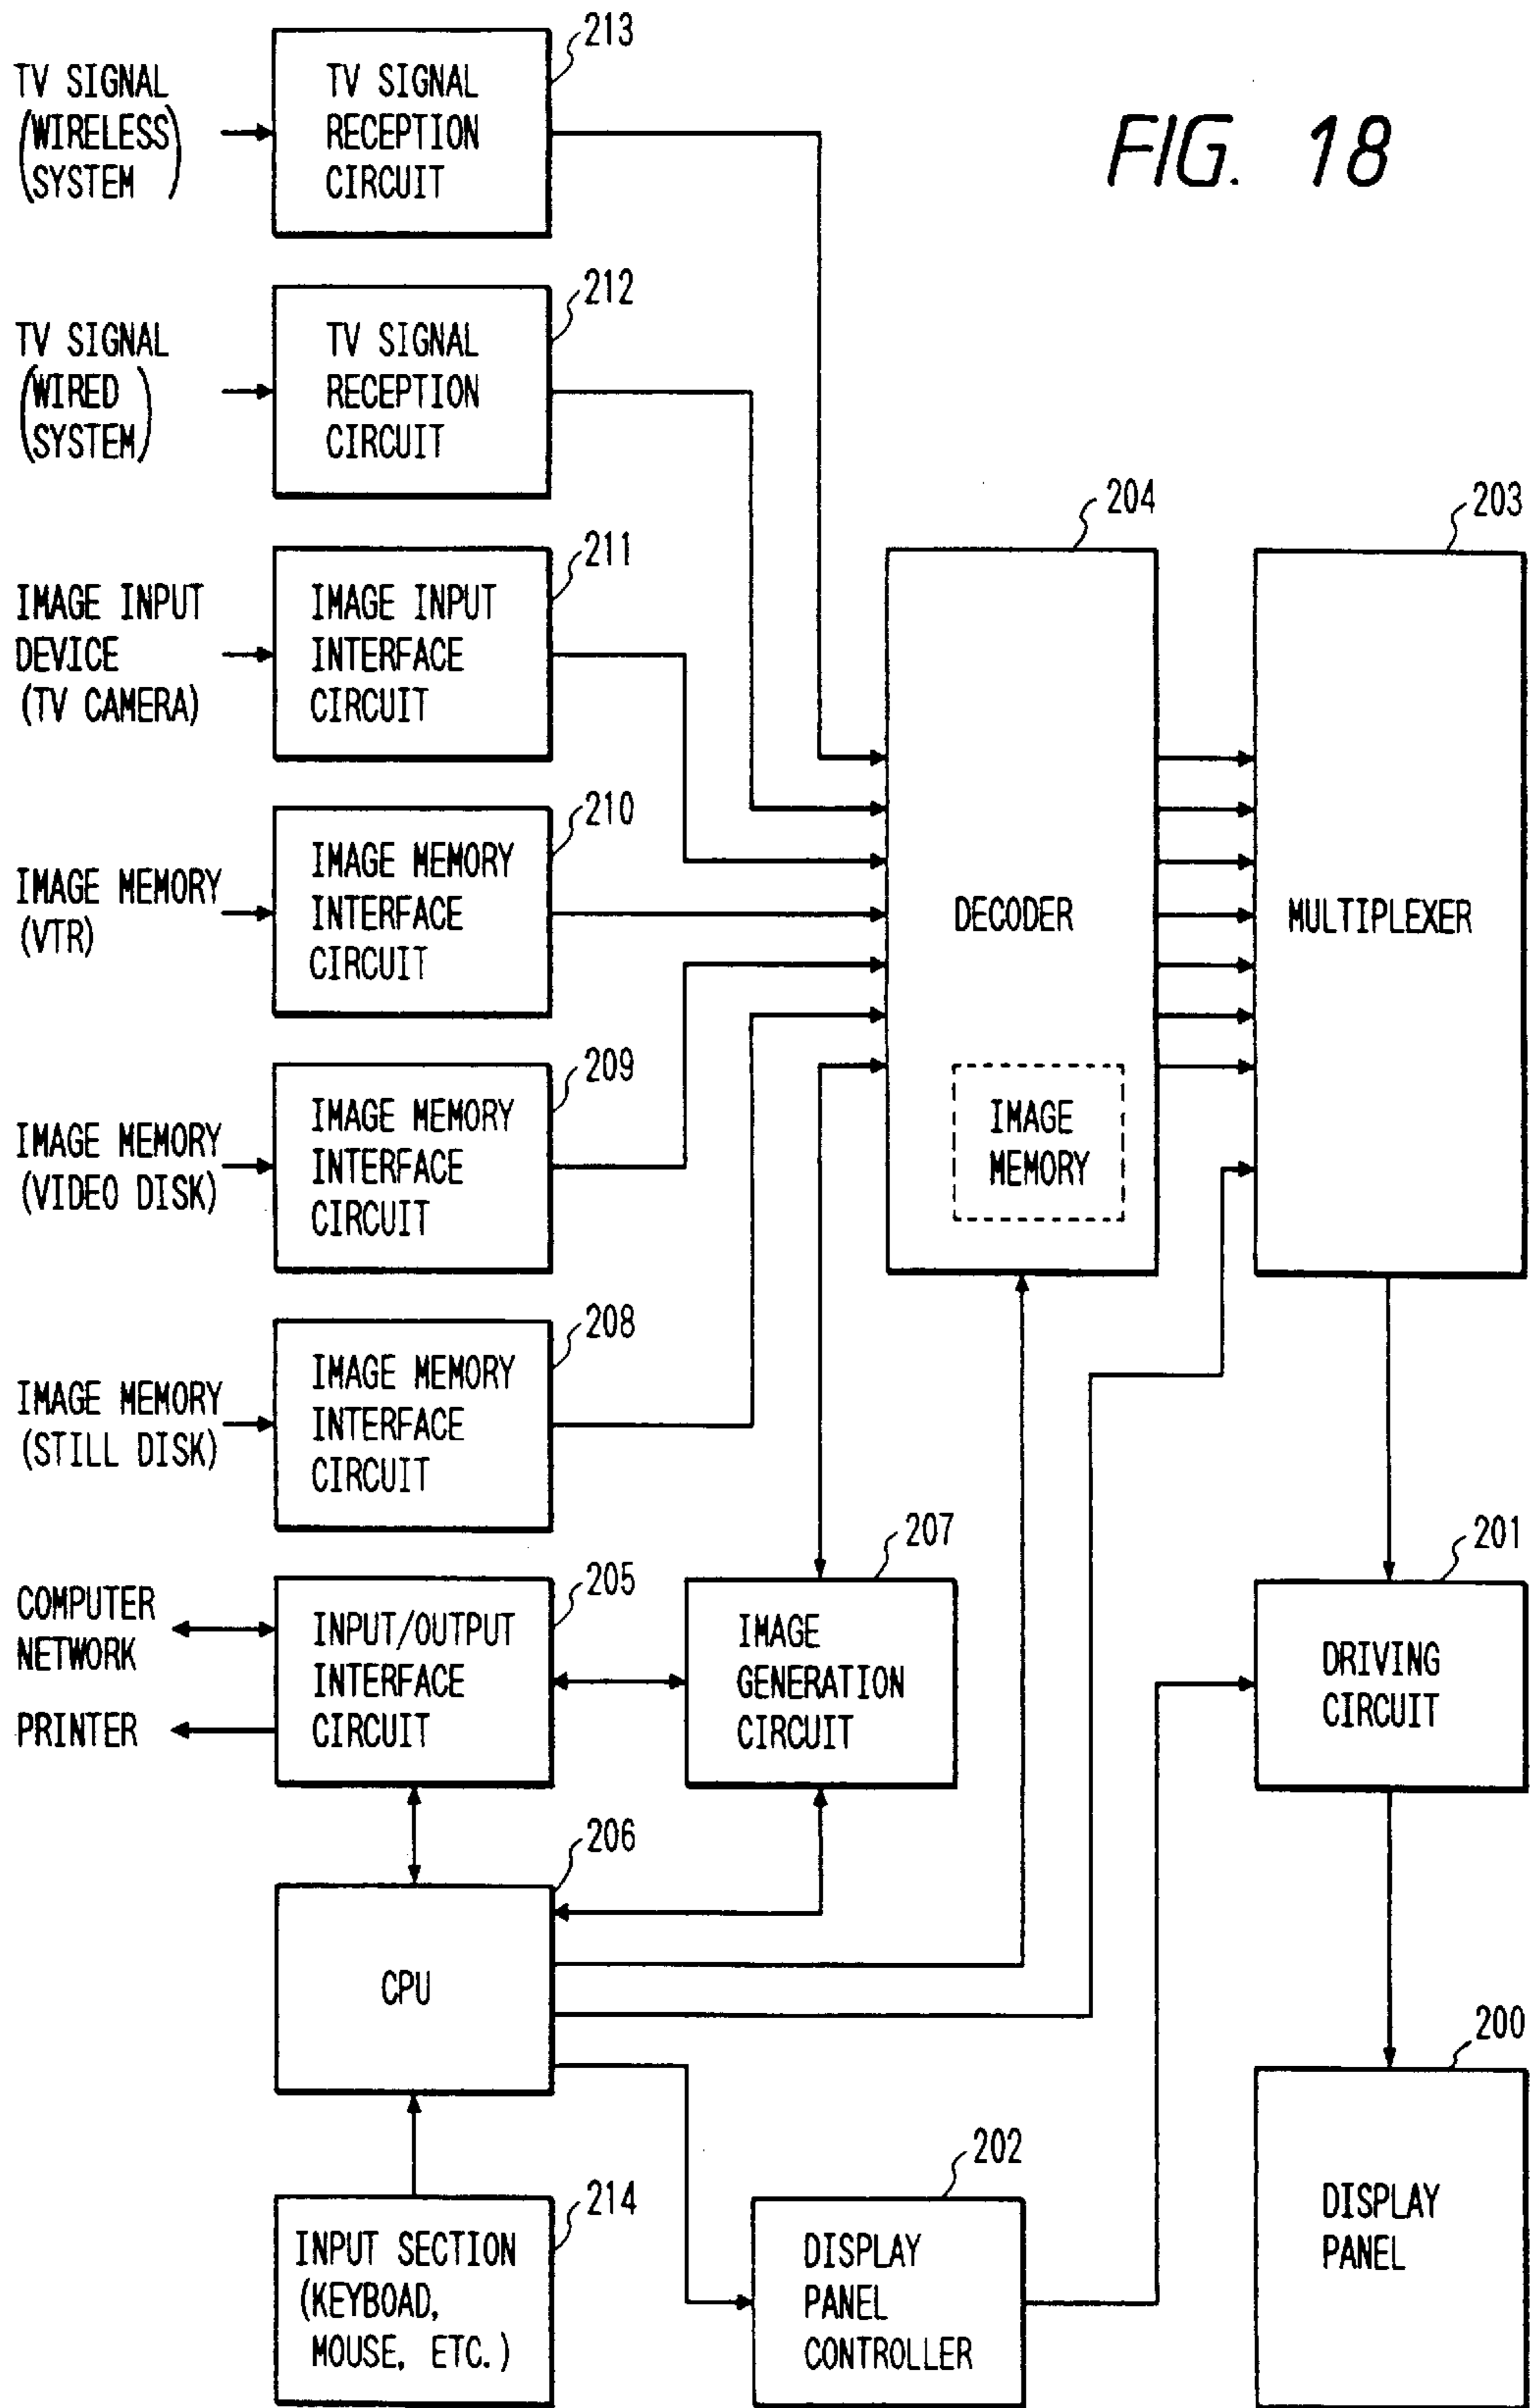 FIG. 18
213
TV SIGNAL
(WIRELESS)
SYSTEM
TV SIGNAL
RECEPTION
CIRCUIT
212
TV SIGNAL
(WIRED
SYSTEM)
TV SIGNAL
RECEPTION
CIRCUIT
211
IMAGE INPUT
DEVICE
(TV CAMERA)
IMAGE INPUT
INTERFACE
CIRCUIT
210
IMAGE MEMORY
(VTR)
IMAGE MEMORY
INTERFACE
CIRCUIT
209
IMAGE MEMORY
(VIDEO DISK)
IMAGE MEMORY
INTERFACE
CIRCUIT
208
IMAGE MEMORY
(STILL DISK)
IMAGE MEMORY
INTERFACE
CIRCUIT
204
DECODER
IMAGE
MEMORY
203
MULTIPLEXER
205
COMPUTER
NETWORK
PRINTER
INPUT/OUTPUT
INTERFACE
CIRCUIT
207
IMAGE
GENERATION
CIRCUIT
201
DRIVING
CIRCUIT
206
CPU
200
DISPLAY
PANEL
214
INPUT SECTION
(KEYBOAD,
MOUSE, ETC.)
202
DISPLAY
PANEL
CONTROLLER